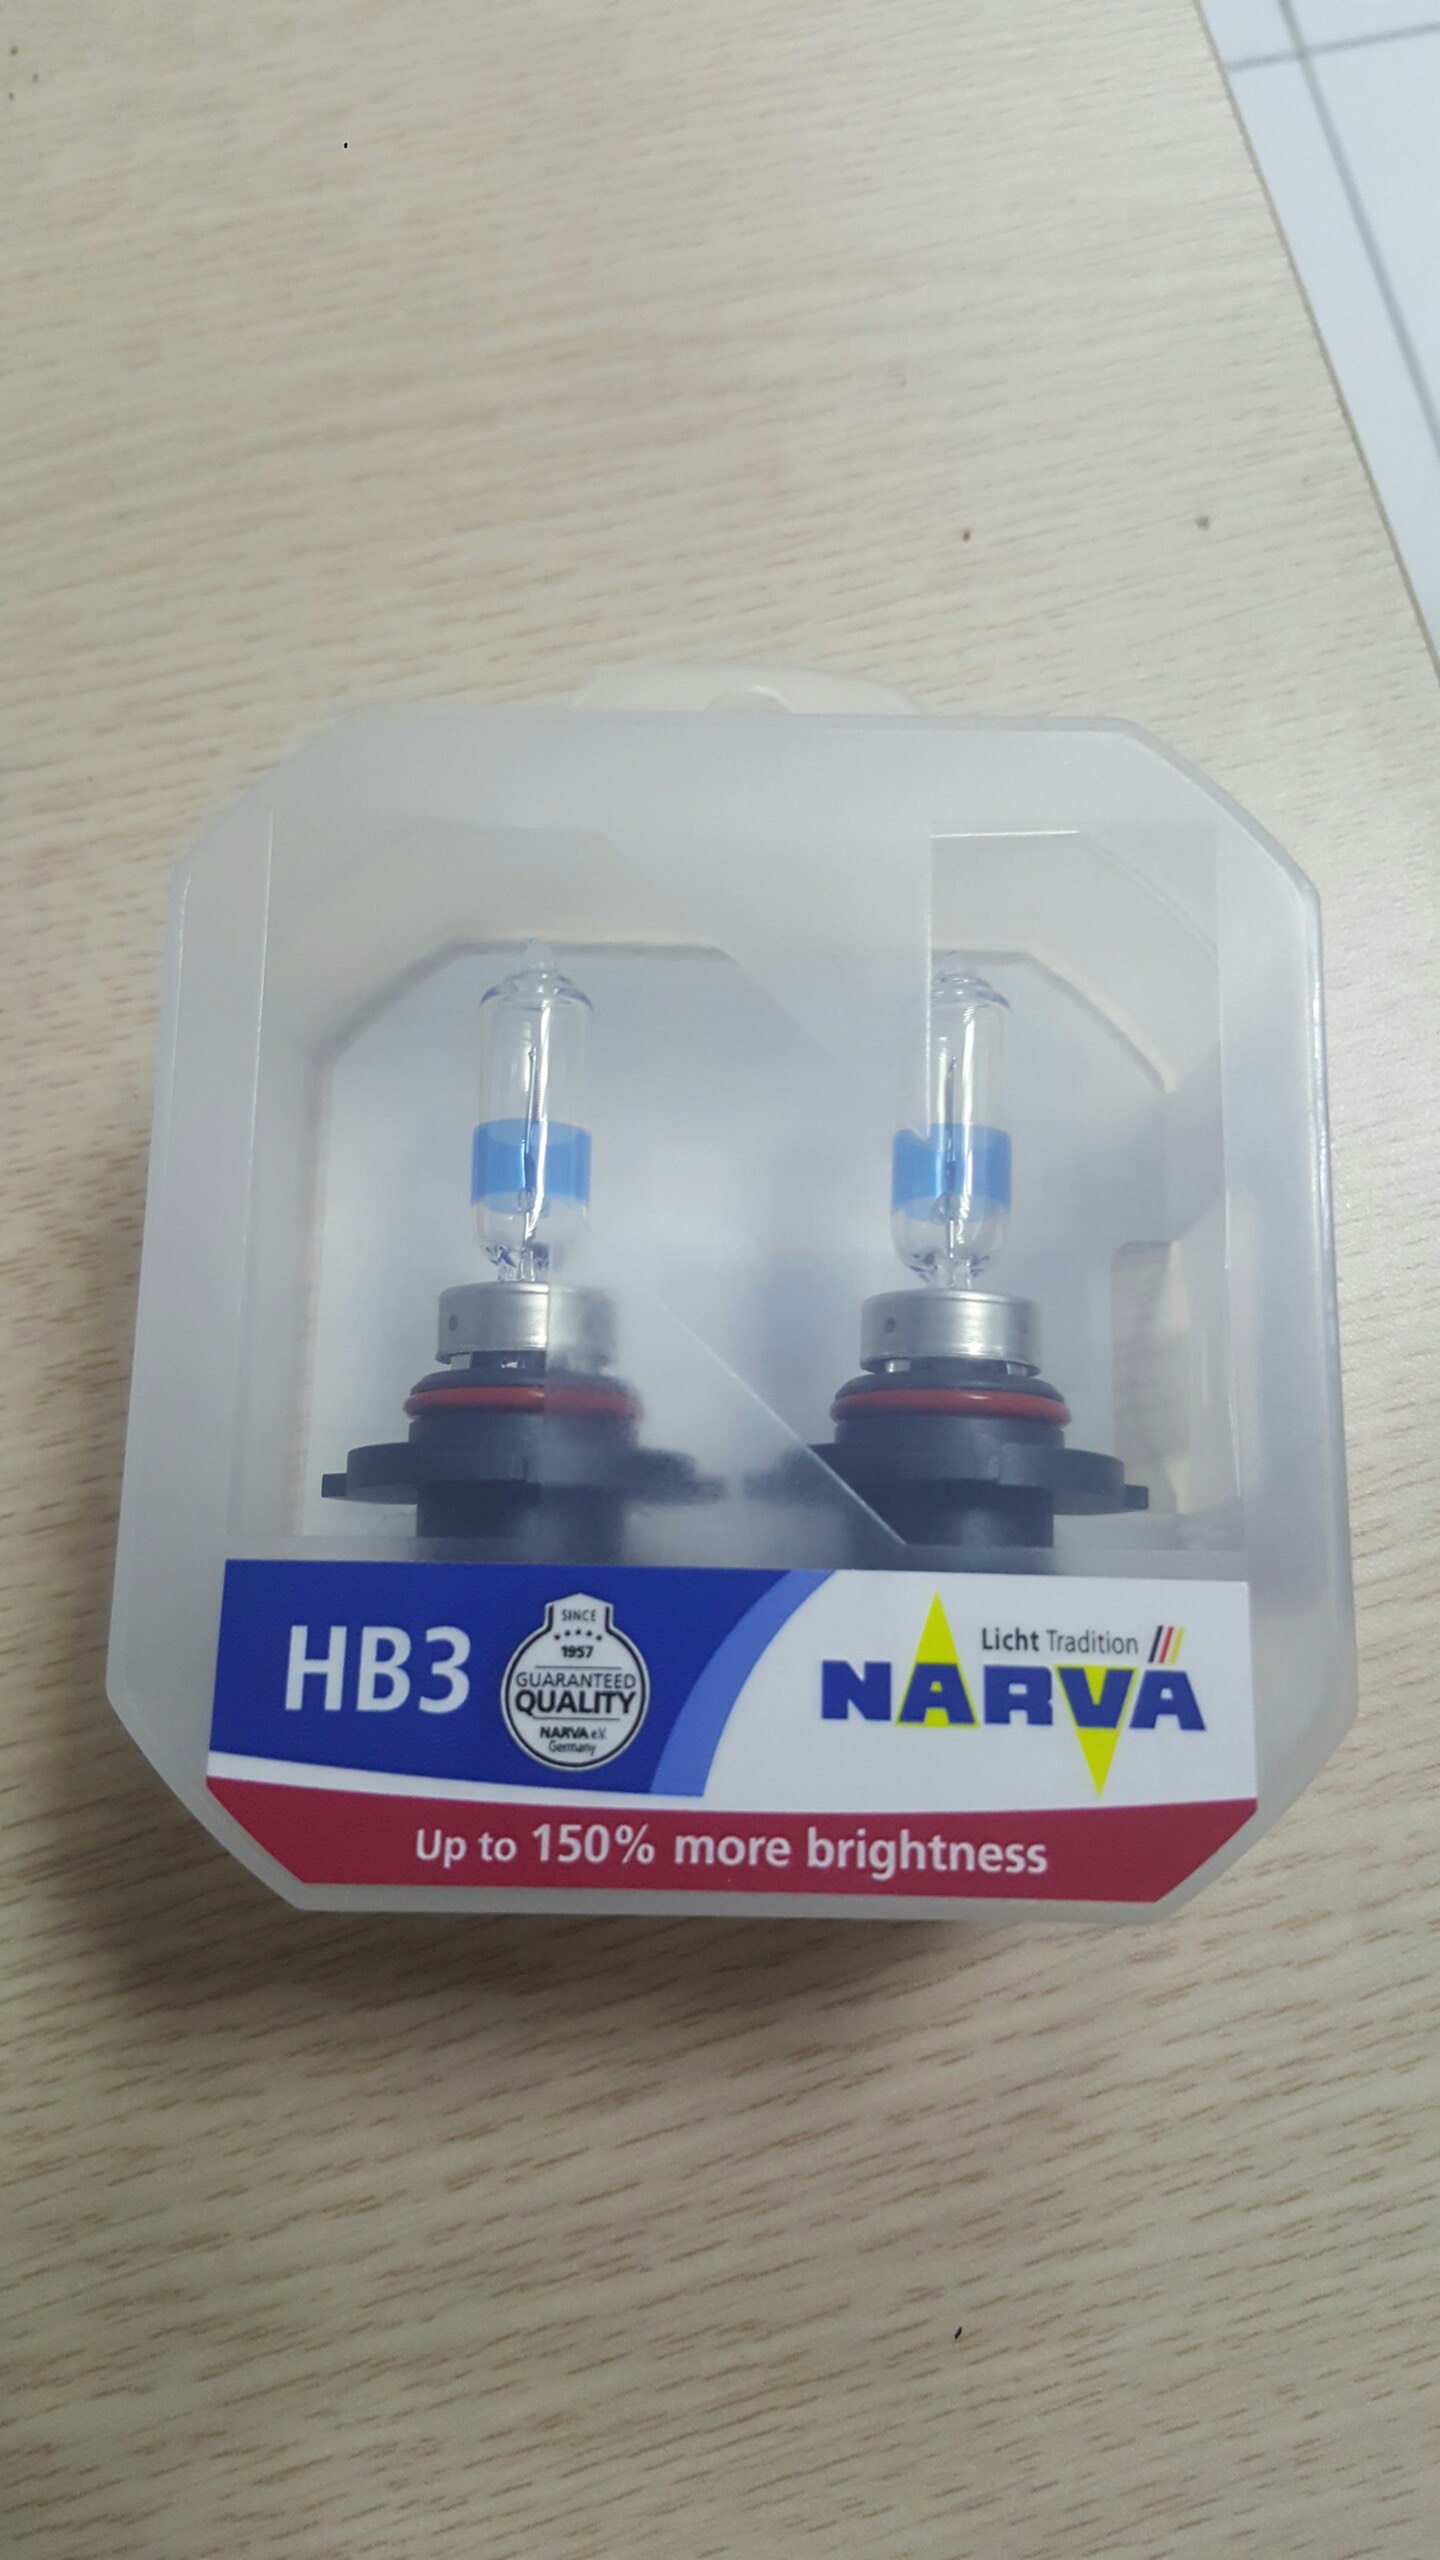 HB3
SINCE
1957
GUARANTEED
QUALITY
NARVA e.V.
Germany
Licht Tradition
NARVA
Up to 150% more brightness